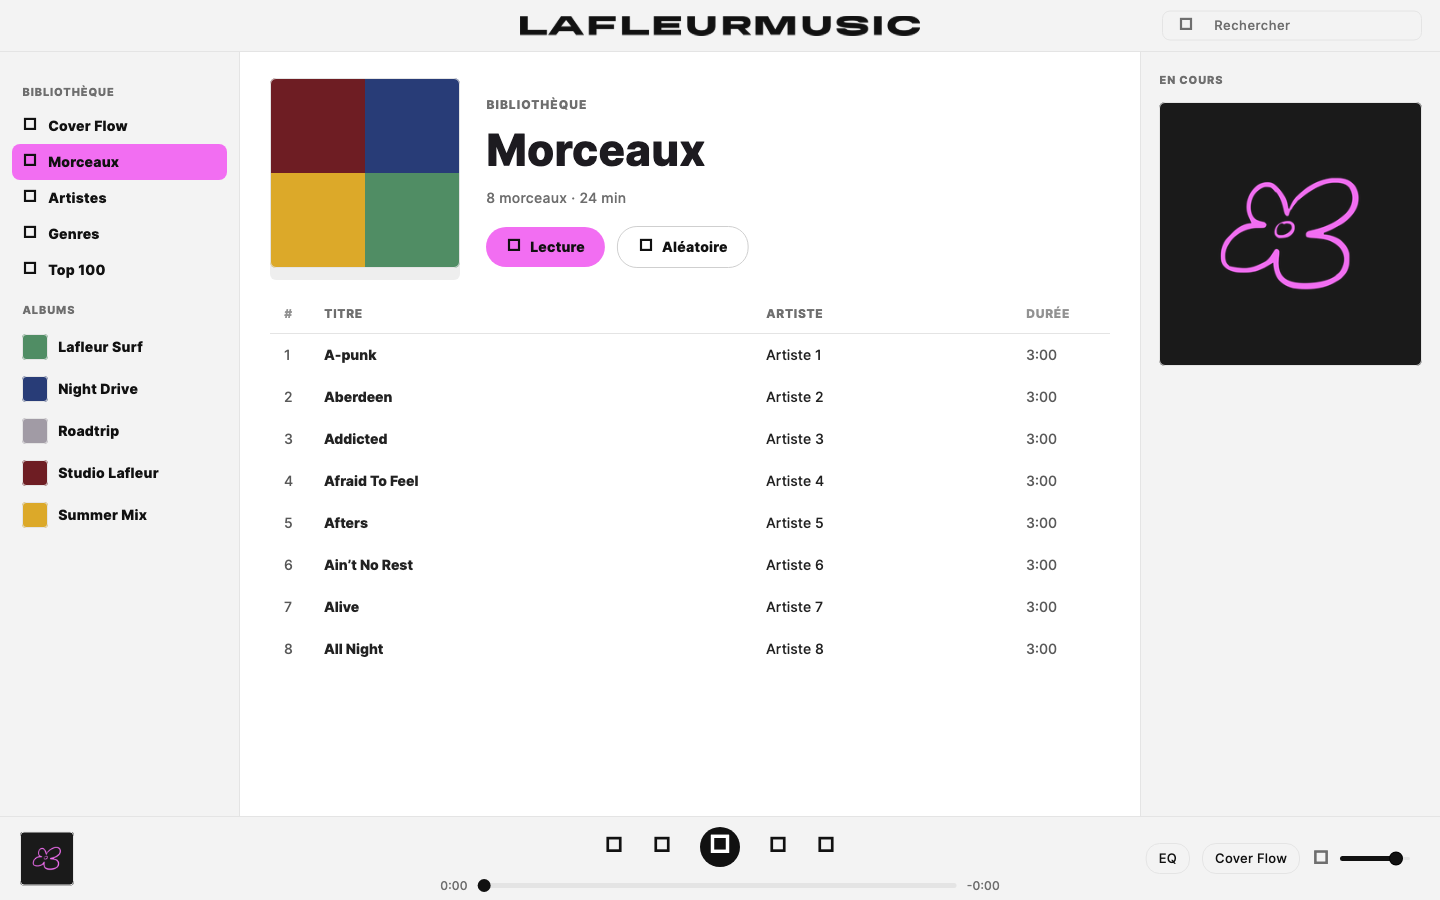 LAFLEURMUSIC
Rechercher
BIBLIOTHÈQUE
Cover Flow
Morceaux
Artistes
Genres
Top 100
ALBUMS
Lafleur Surf
Night Drive
Roadtrip
Studio Lafleur
Summer Mix
BIBLIOTHÈQUE
Morceaux
8 morceaux · 24 min
Lecture Aléatoire
# TITRE ARTISTE DURÉE
1 A-punk Artiste 1 3:00
2 Aberdeen Artiste 2 3:00
3 Addicted Artiste 3 3:00
4 Afraid To Feel Artiste 4 3:00
5 Afters Artiste 5 3:00
6 Ain’t No Rest Artiste 6 3:00
7 Alive Artiste 7 3:00
8 All Night Artiste 8 3:00
EN COURS
0:00 -0:00
EQ Cover Flow